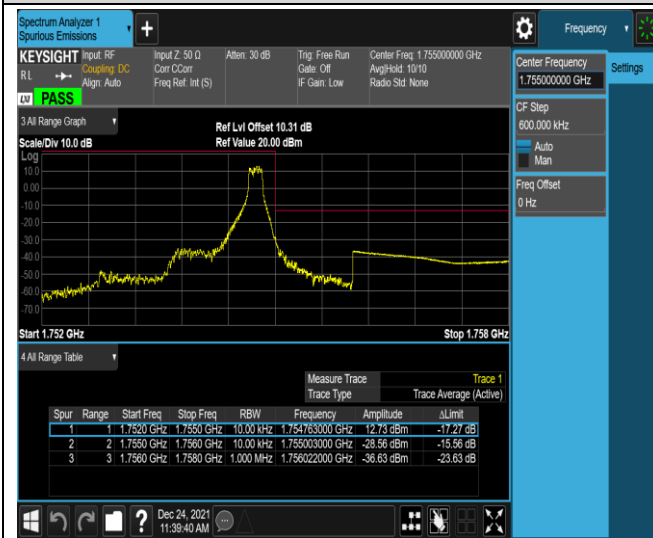 Spectrum Analyzer 1
Spurious Emissions
Frequency
KEYSIGHT
RL
Input: RF
Coupling: DC
Align: Auto
Input Z: 50 Ω
Corr CCorr
Freq Ref: Int (S)
Atten: 30 dB
Trig: Free Run
Gate: Off
IF Gain: Low
Center Freq: 1.755000000 GHz
Avg|Hold: 10/10
Radio Std: None
LXI PASS
Center Frequency
1.755000000 GHz
Settings
CF Step
600.000 kHz
Auto
Man
Freq Offset
0 Hz
3 All Range Graph
Scale/Div 10.0 dB
Ref Lvl Offset 10.31 dB
Ref Value 20.00 dBm
Log
10.0
0.00
-10.0
-20.0
-30.0
-40.0
-50.0
-60.0
-70.0
Start 1.752 GHz Stop 1.758 GHz
4 All Range Table
Measure Trace Trace 1
Trace Type Trace Average (Active)
Spur Range Start Freq Stop Freq RBW Frequency Amplitude ΔLimit
1 1 1.7520 GHz 1.7550 GHz 10.00 kHz 1.754763000 GHz 12.73 dBm -17.27 dB
2 2 1.7550 GHz 1.7560 GHz 10.00 kHz 1.755003000 GHz -28.56 dBm -15.56 dB
3 3 1.7560 GHz 1.7580 GHz 1.000 MHz 1.756022000 GHz -36.63 dBm -23.63 dB
Dec 24, 2021
11:39:40 AM